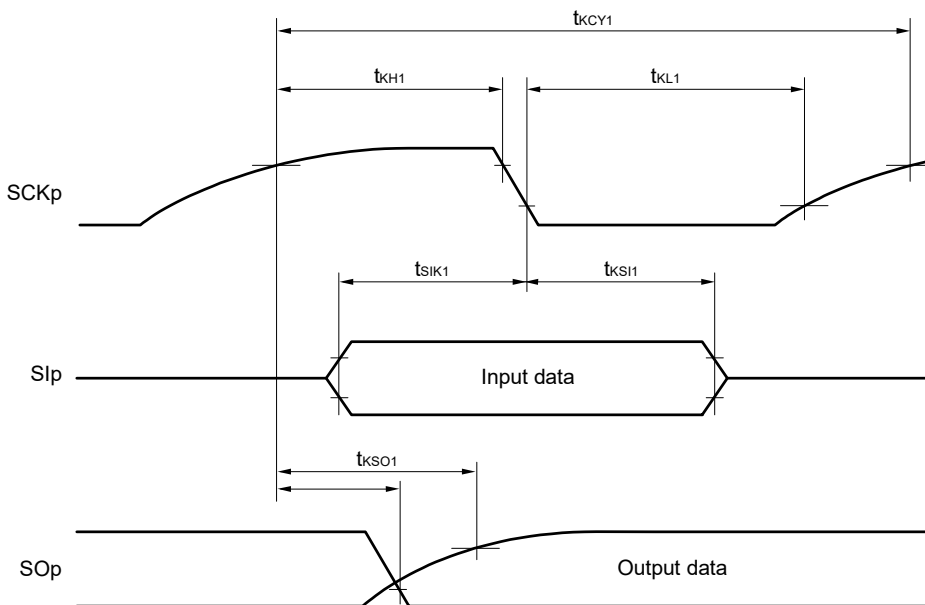 tKCY1
tKH1
tKL1
SCKp
tSIK1
tKSI1
SIp
Input data
tKSO1
SOp
Output data